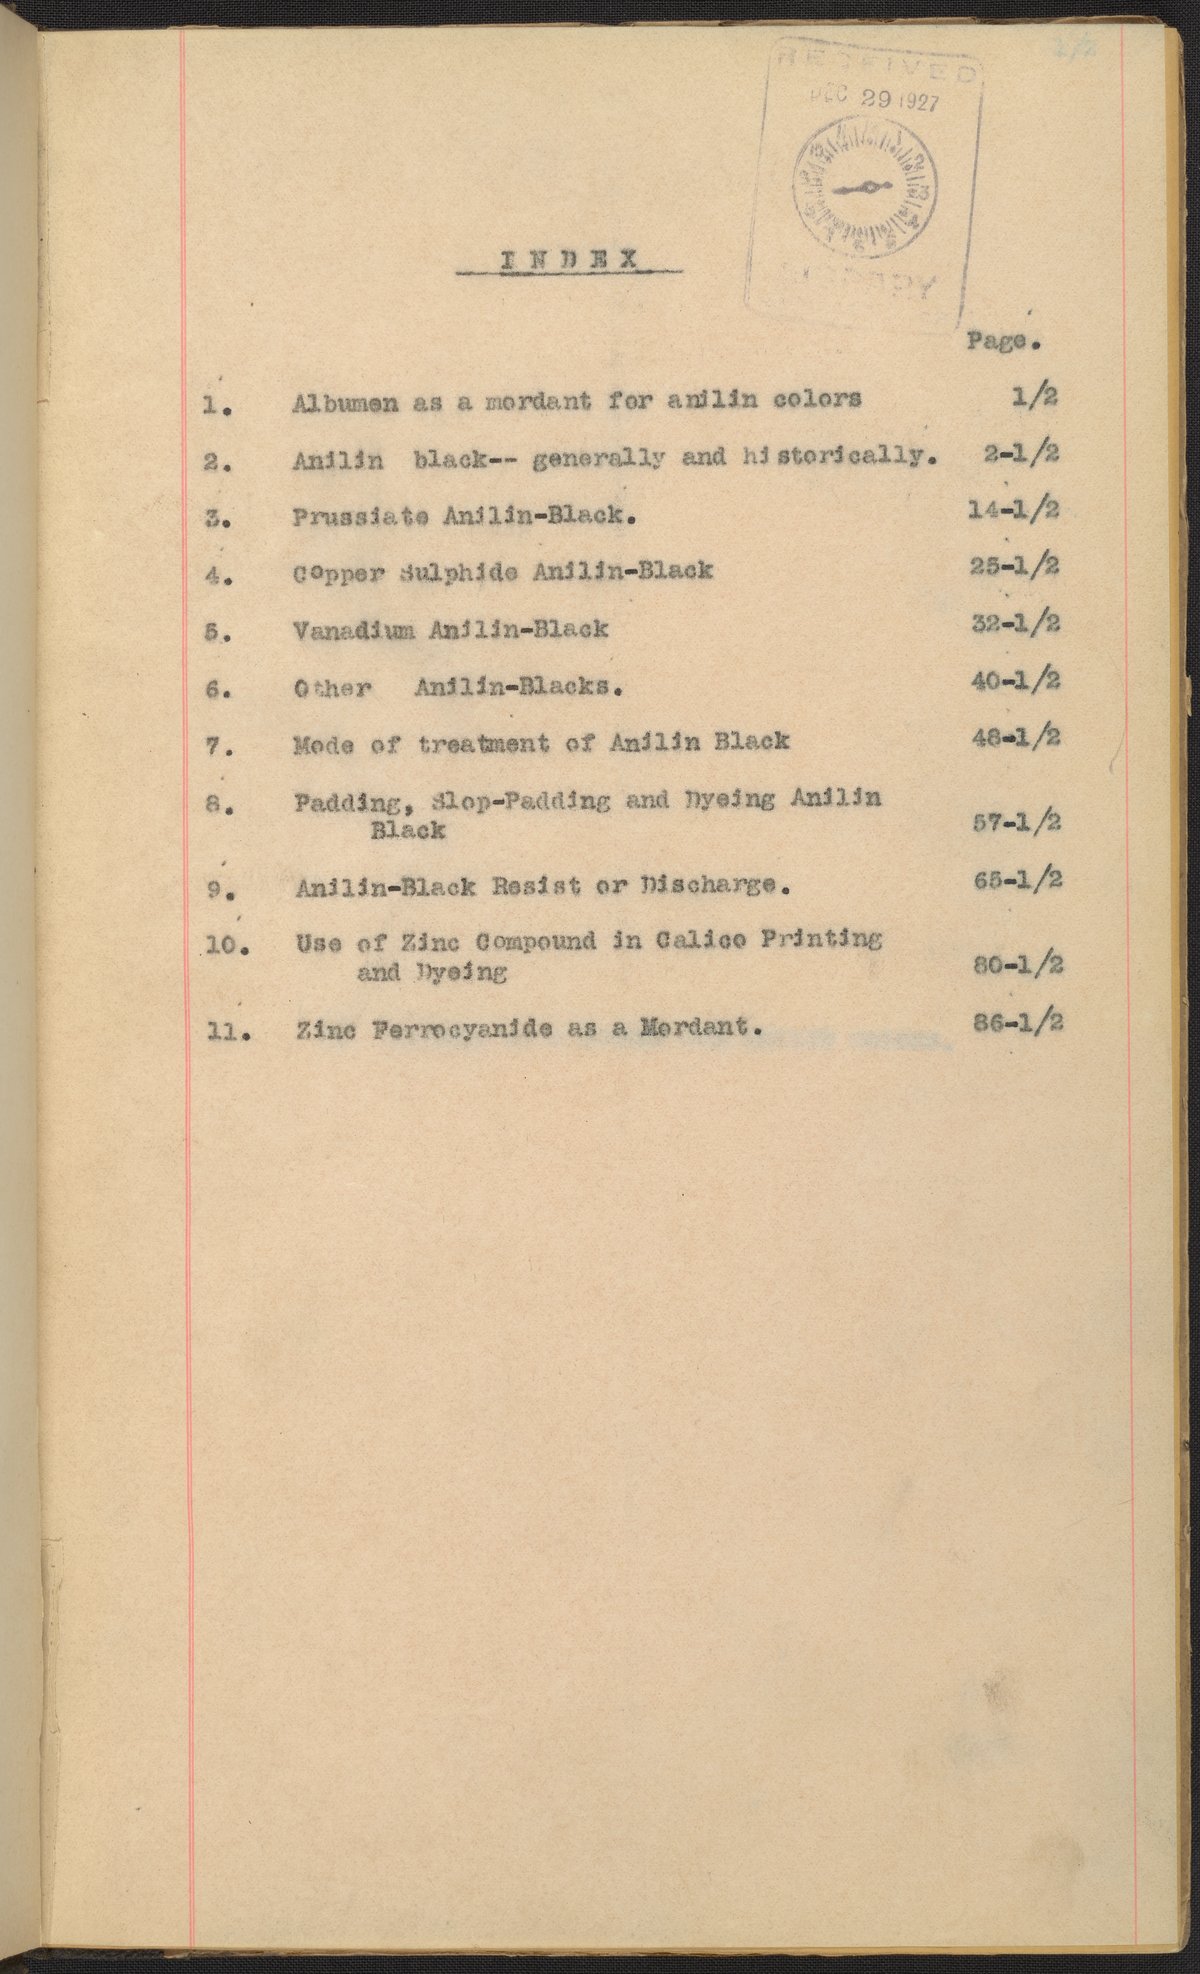 RECEIVED
DEC 29 1927
INDEX
Page.
1. Albumen as a mordant for anilin colors 1/2
2. Anilin black-- generally and historically. 2-1/2
3. Prussiate Anilin-Black. 14-1/2
4. Copper Sulphide Anilin-Black 25-1/2
5. Vanadium Anilin-Black 32-1/2
6. Other Anilin-Blacks. 40-1/2
7. Mode of treatment of Anilin Black 48-1/2
8. Padding, Slop-Padding and Dyeing Anilin
Black 57-1/2
9. Anilin-Black Resist or Discharge. 65-1/2
10. Use of Zinc Compound in Calico Printing
and Dyeing 80-1/2
11. Zinc Ferrocyanide as a Mordant. 86-1/2